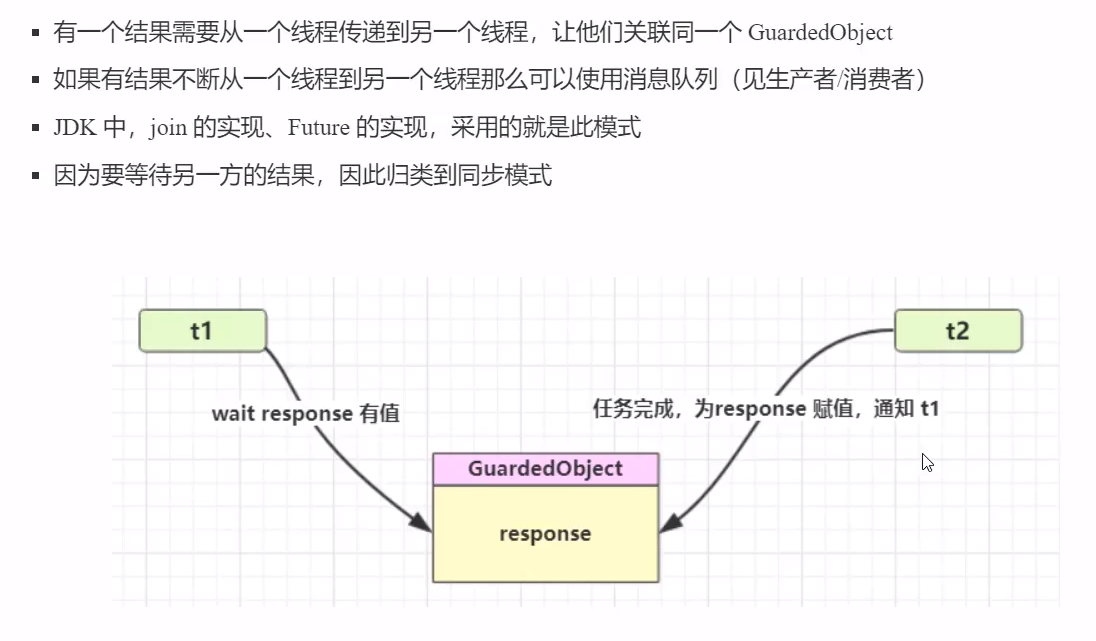 有一个结果需要从一个线程传递到另一个线程，让他们关联同一个 GuardedObject
如果有结果不断从一个线程到另一个线程那么可以使用消息队列（见生产者/消费者）
JDK 中，join 的实现、Future 的实现，采用的就是此模式
因为要等待另一方的结果，因此归类到同步模式
t1
t2
wait response 有值
任务完成，为response 赋值，通知 t1
GuardedObject
response